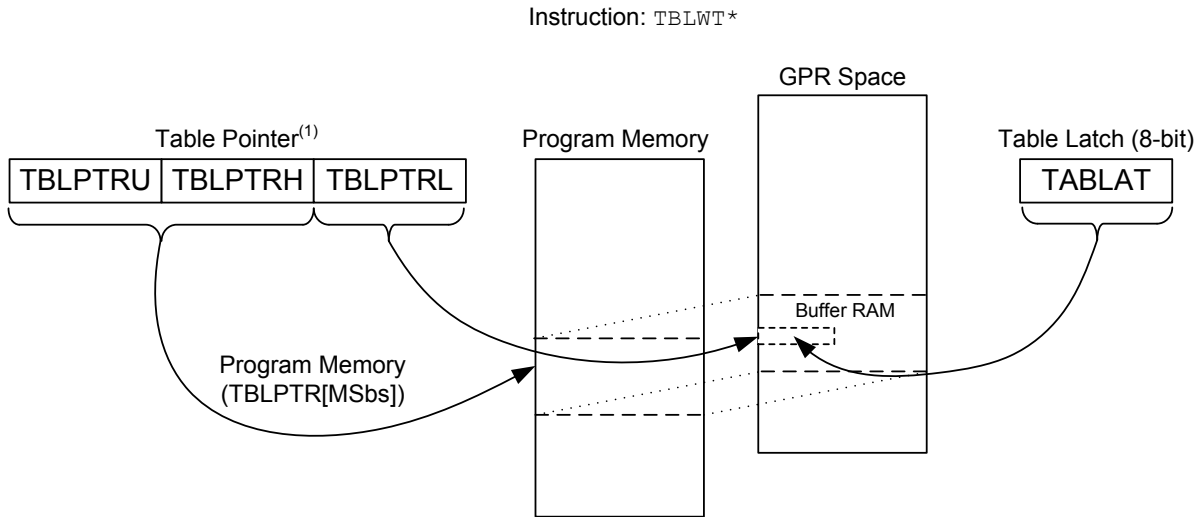 Instruction: TBLWT*
GPR Space
Table Pointer(1)
Program Memory
Table Latch (8-bit)
TBLPTRU TBLPTRH TBLPTRL
TABLAT
Buffer RAM
Program Memory
(TBLPTR[MSbs])